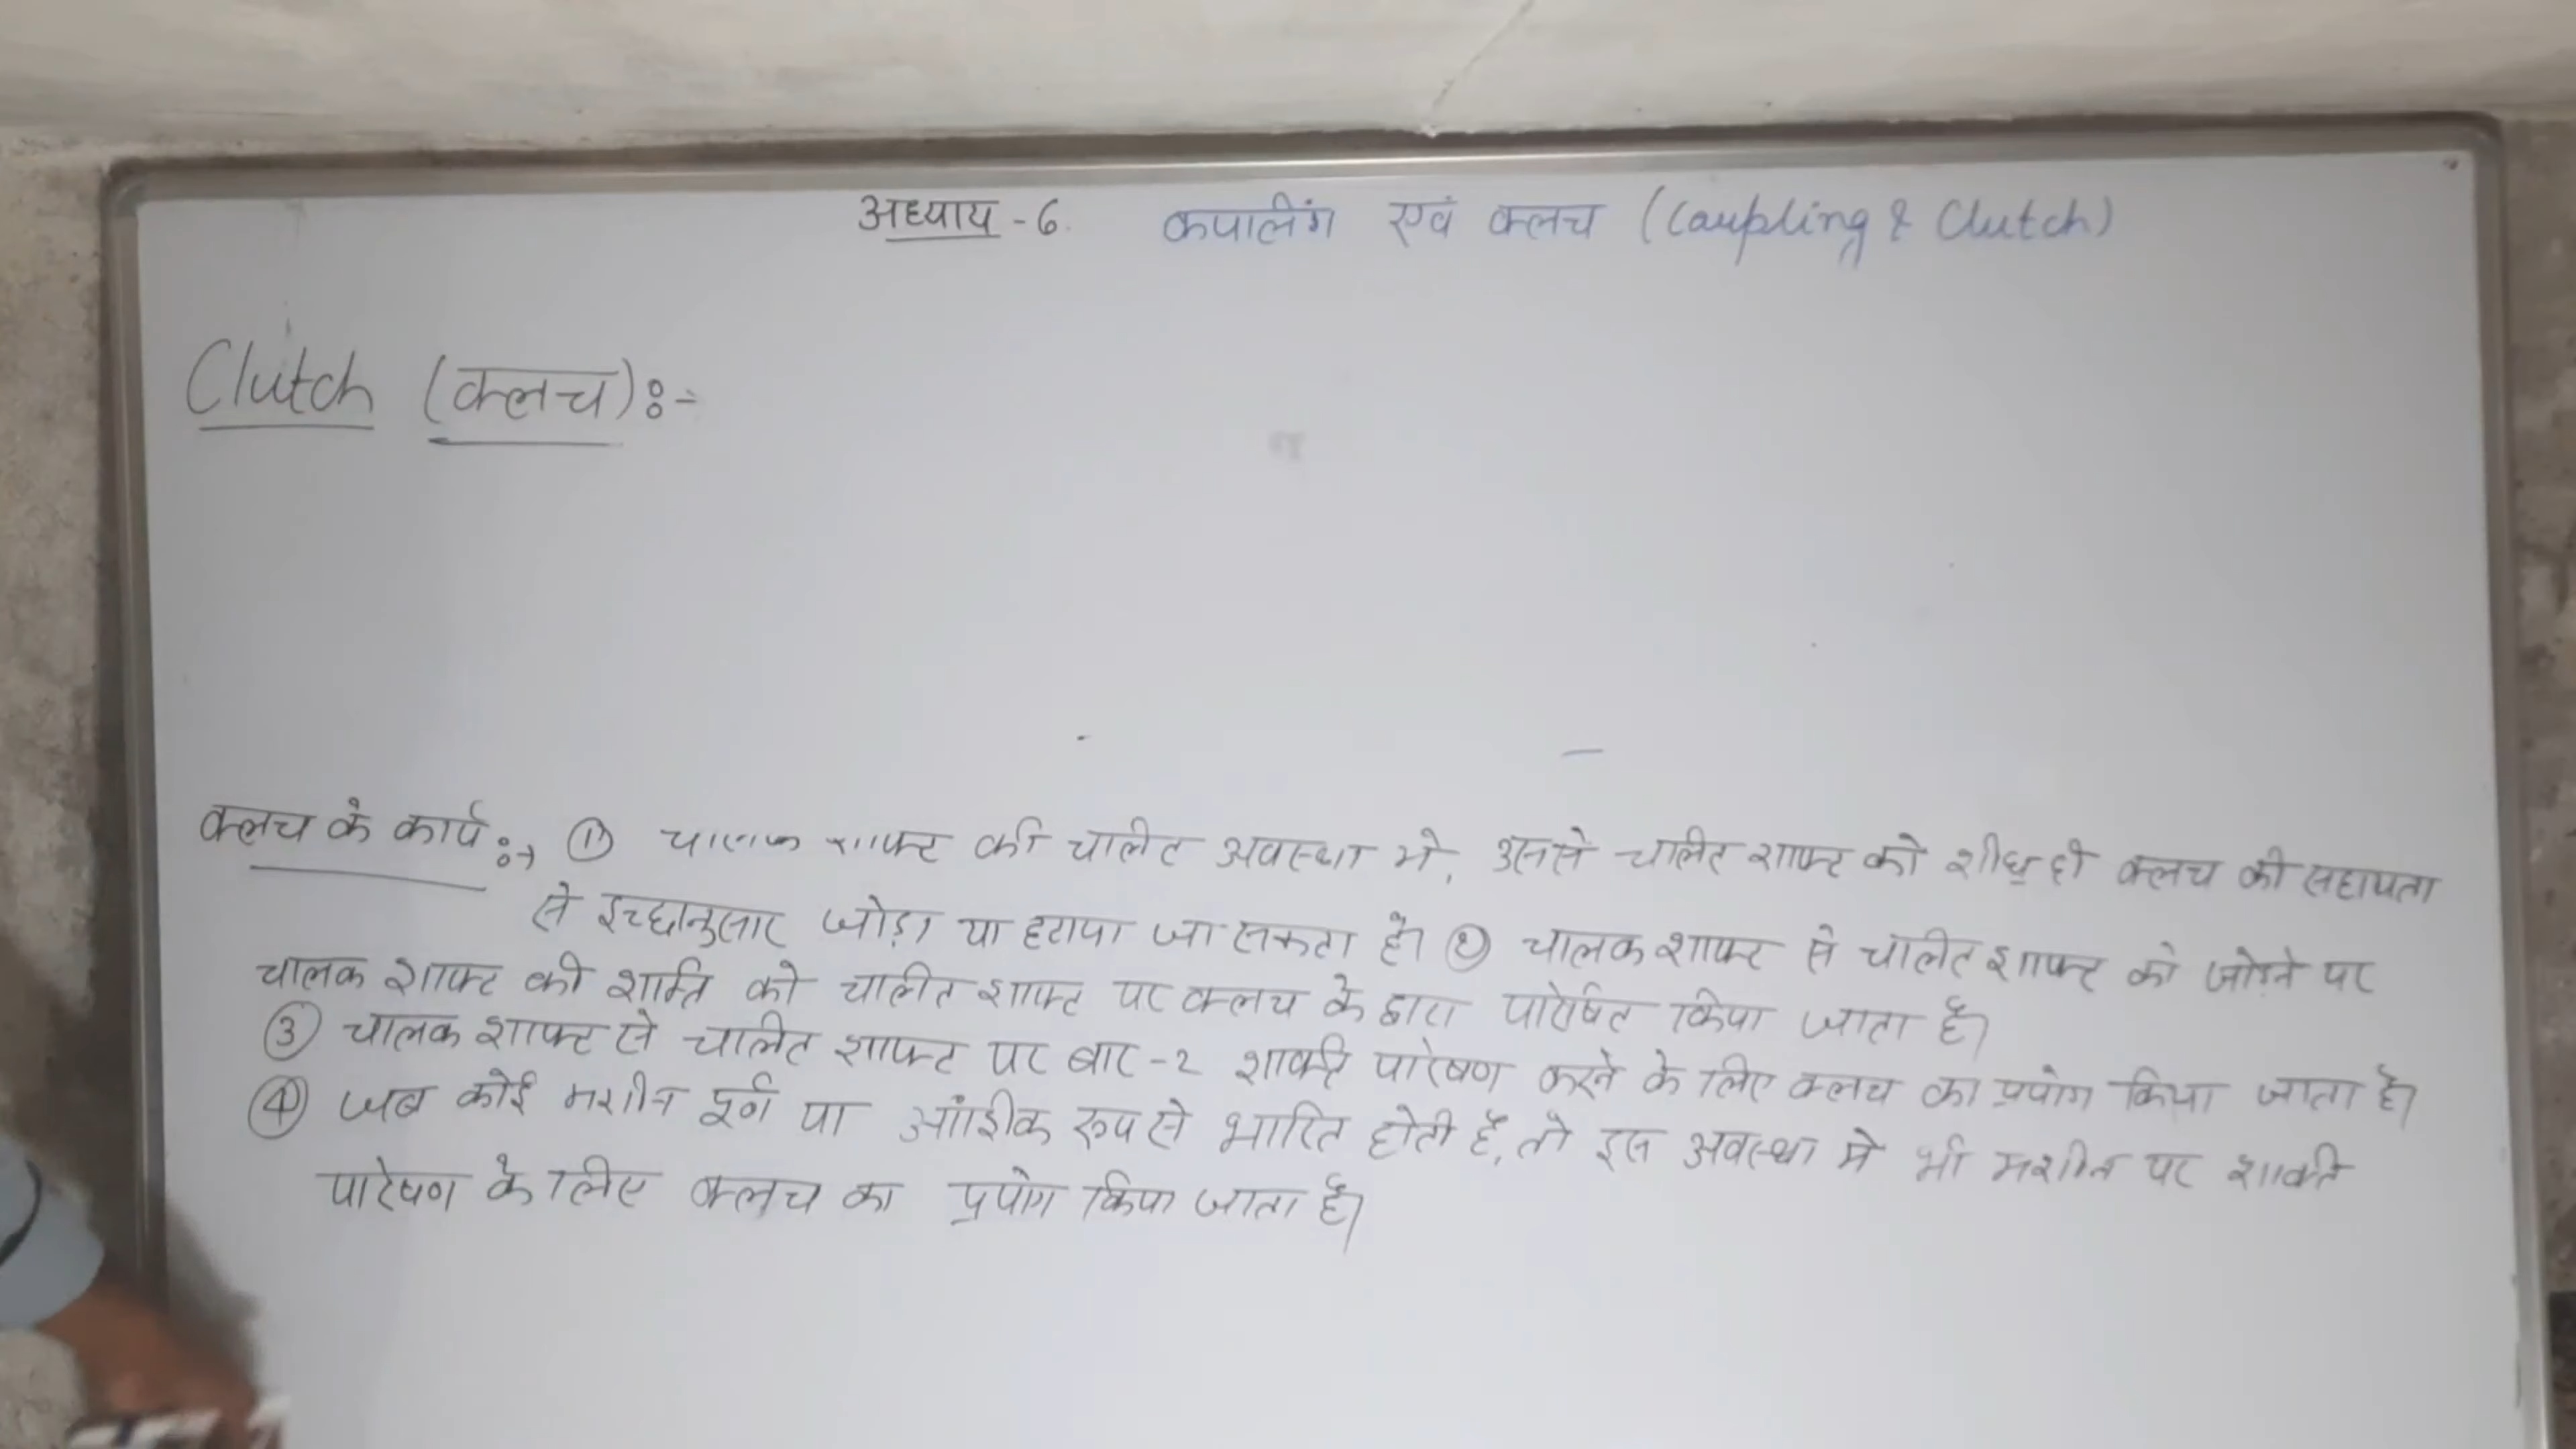 अध्याय - 6. कपलिंग एवं क्लच (Coupling & Clutch)
Clutch (क्लच):-
क्लच के कार्य :→ ① चालक शाफ्ट की चालित अवस्था मे, उससे चालित शाफ्ट को शीघ्र ही क्लच की सहायता
से इच्छानुसार जोड़ा या हटाया जा सकता है। ② चालक शाफ्ट से चालित शाफ्ट को जोडने पर
चालक शाफ्ट की शक्ति को चालित शाफ्ट पर क्लच के द्वारा पारेषित किया जाता है।
③ चालक शाफ्ट से चालित शाफ्ट पर बार-2 शक्ति पारेषण करने के लिए क्लच का प्रयोग किया जाता है।
④ जब कोई मशीन पूर्ण या आंशिक रूप से भारित होती है, तो इस अवस्था मे भी मशीन पर शक्ति
पारेषण के लिए क्लच का प्रयोग किया जाता है।